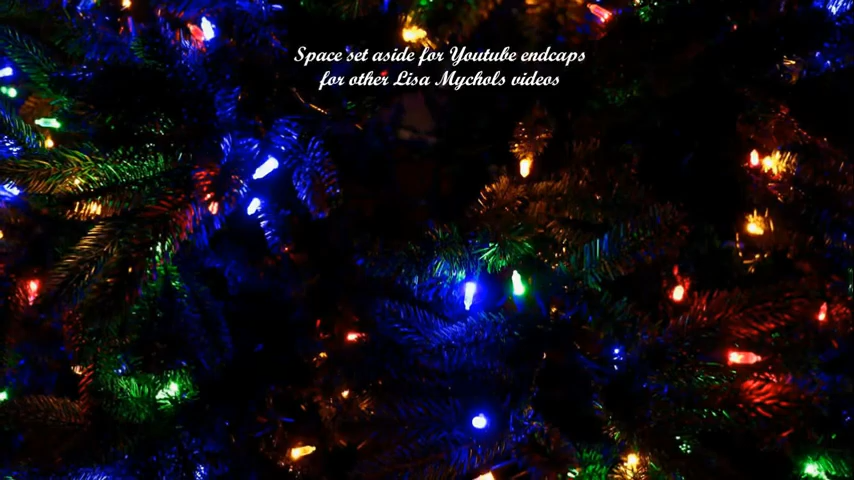 Space set aside for Youtube endcaps
for other Lisa Mychols videos